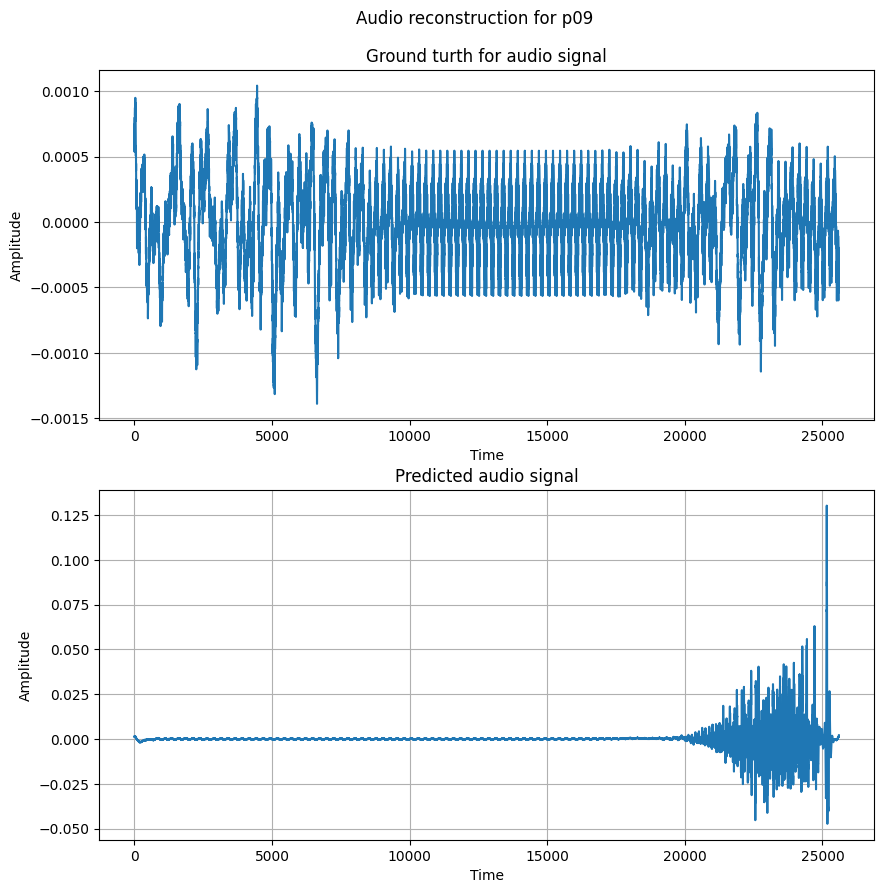 Audio reconstruction for p09
Ground turth for audio signal
0.0010
0.0005
0.0000
−0.0005
−0.0010
−0.0015
Amplitude
0 5000 10000 15000 20000 25000
Time
Predicted audio signal
0.125
0.100
0.075
0.050
0.025
0.000
−0.025
−0.050
Amplitude
0 5000 10000 15000 20000 25000
Time